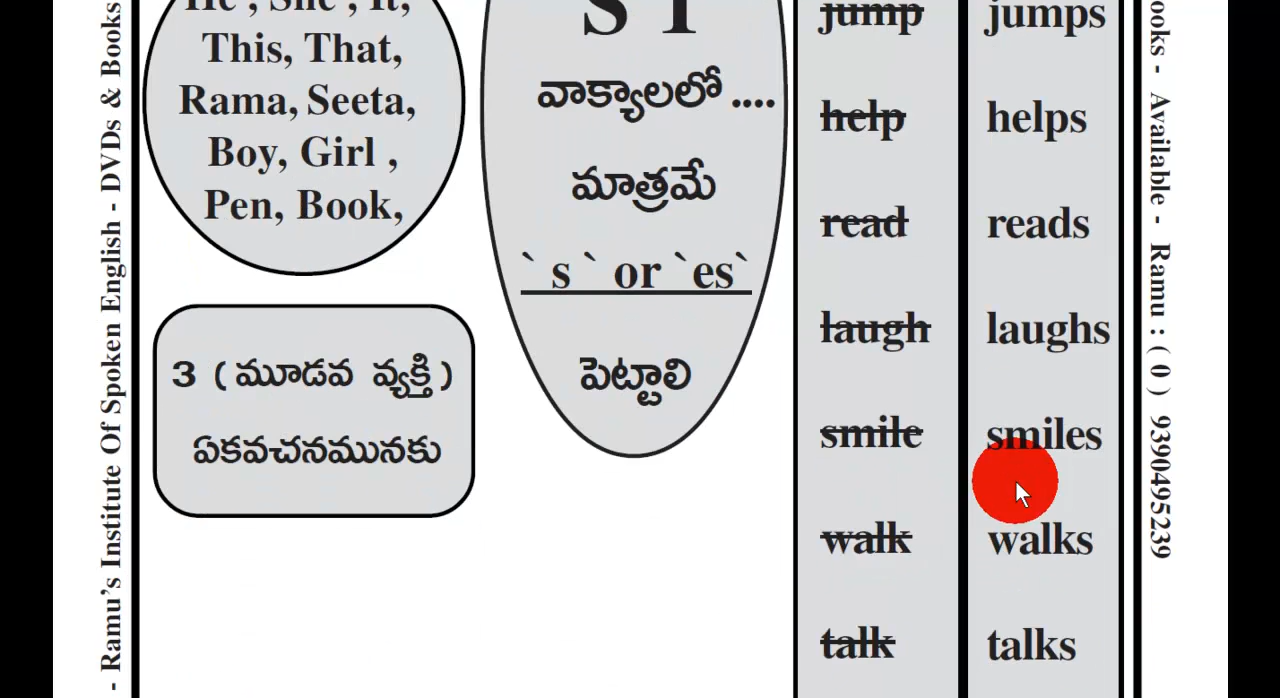 - Ramu's Institute Of Spoken English - DVDs & Books
He , She , It,
This, That,
Rama, Seeta,
Boy, Girl ,
Pen, Book,
3 ( మూడవ వ్యక్తి )
ఏకవచనమునకు
S I
వాక్యాలలో ....
మాత్రమే
` s ` or `es`
పెట్టాలి
jump jumps
help helps
read reads
laugh laughs
smile smiles
walk walks
talk talks
ooks - Available - Ramu : ( 0 ) 9390495239